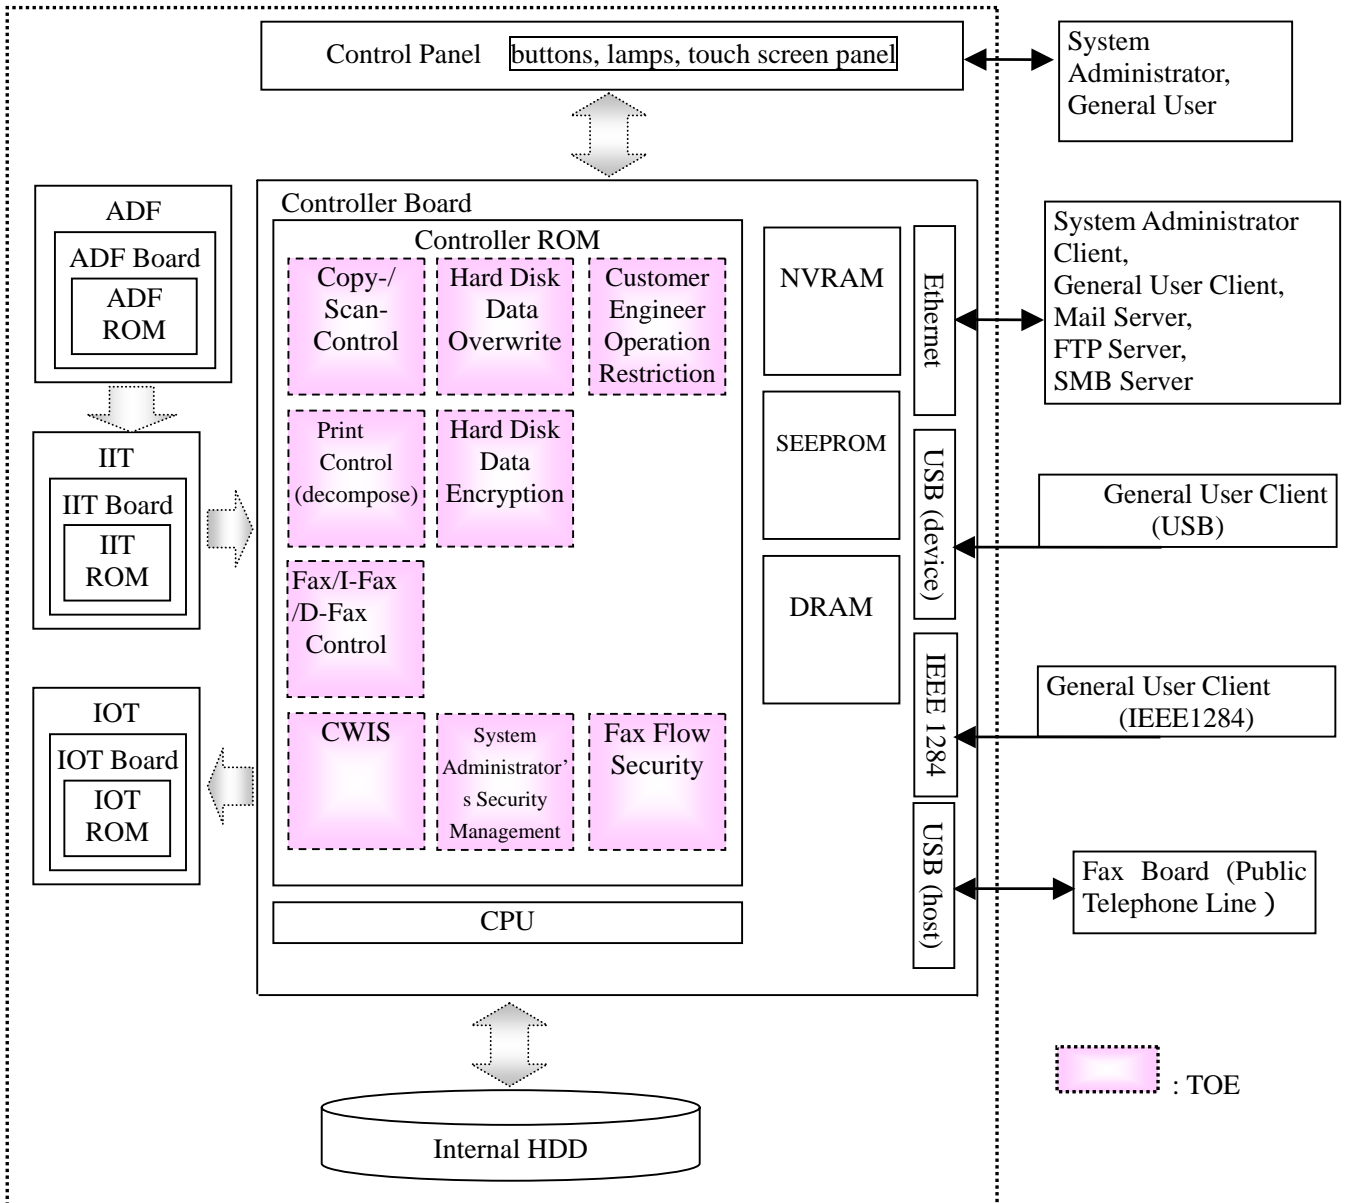 Control Panel buttons, lamps, touch screen panel
System
Administrator,
General User
ADF
ADF Board
ADF
ROM
IIT
IIT Board
IIT
ROM
IOT
IOT Board
IOT
ROM
Controller Board
Controller ROM
Copy-/
Scan-
Control
Hard Disk
Data
Overwrite
Customer
Engineer
Operation
Restriction
Print
Control
(decompose)
Hard Disk
Data
Encryption
Fax/I-Fax
/D-Fax
Control
CWIS
System
Administrator’
s Security
Management
Fax Flow
Security
CPU
NVRAM
SEEPROM
DRAM
Ethernet
USB (device)
IEEE 1284
USB (host)
System Administrator
Client,
General User Client,
Mail Server,
FTP Server,
SMB Server
General User Client
(USB)
General User Client
(IEEE1284)
Fax Board (Public
Telephone Line )
Internal HDD
: TOE